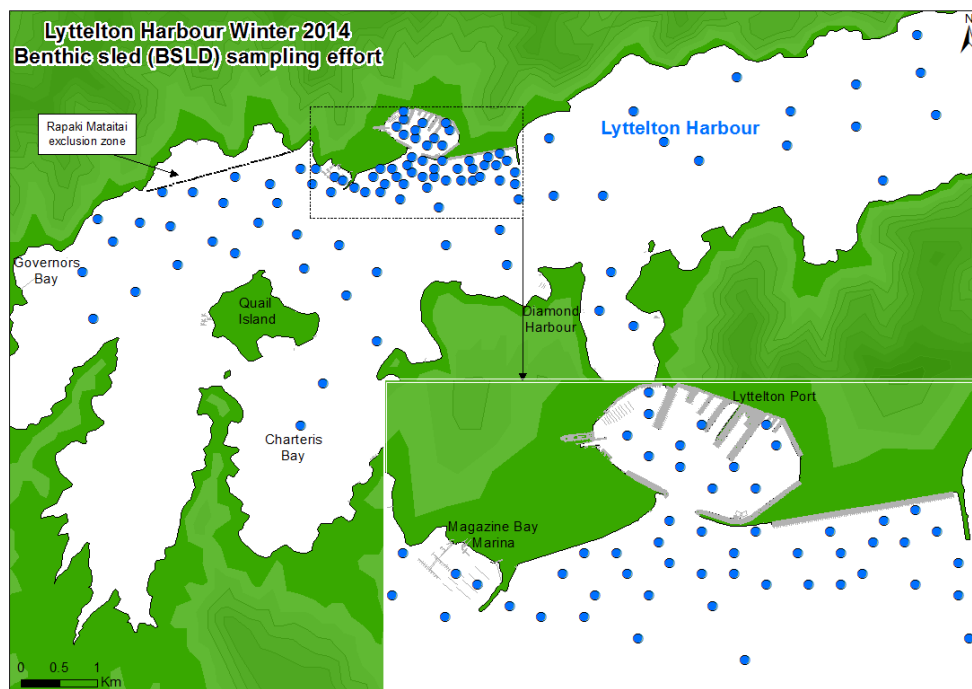 Lyttelton Harbour Winter 2014
Benthic sled (BSLD) sampling effort
N
Rapaki Mataitai
exclusion zone
Lyttelton Harbour
Governors
Bay
Quail
Island
Diamond
Harbour
Charteris
Bay
Lyttelton Port
Magazine Bay
Marina
0 0.5 1
Km